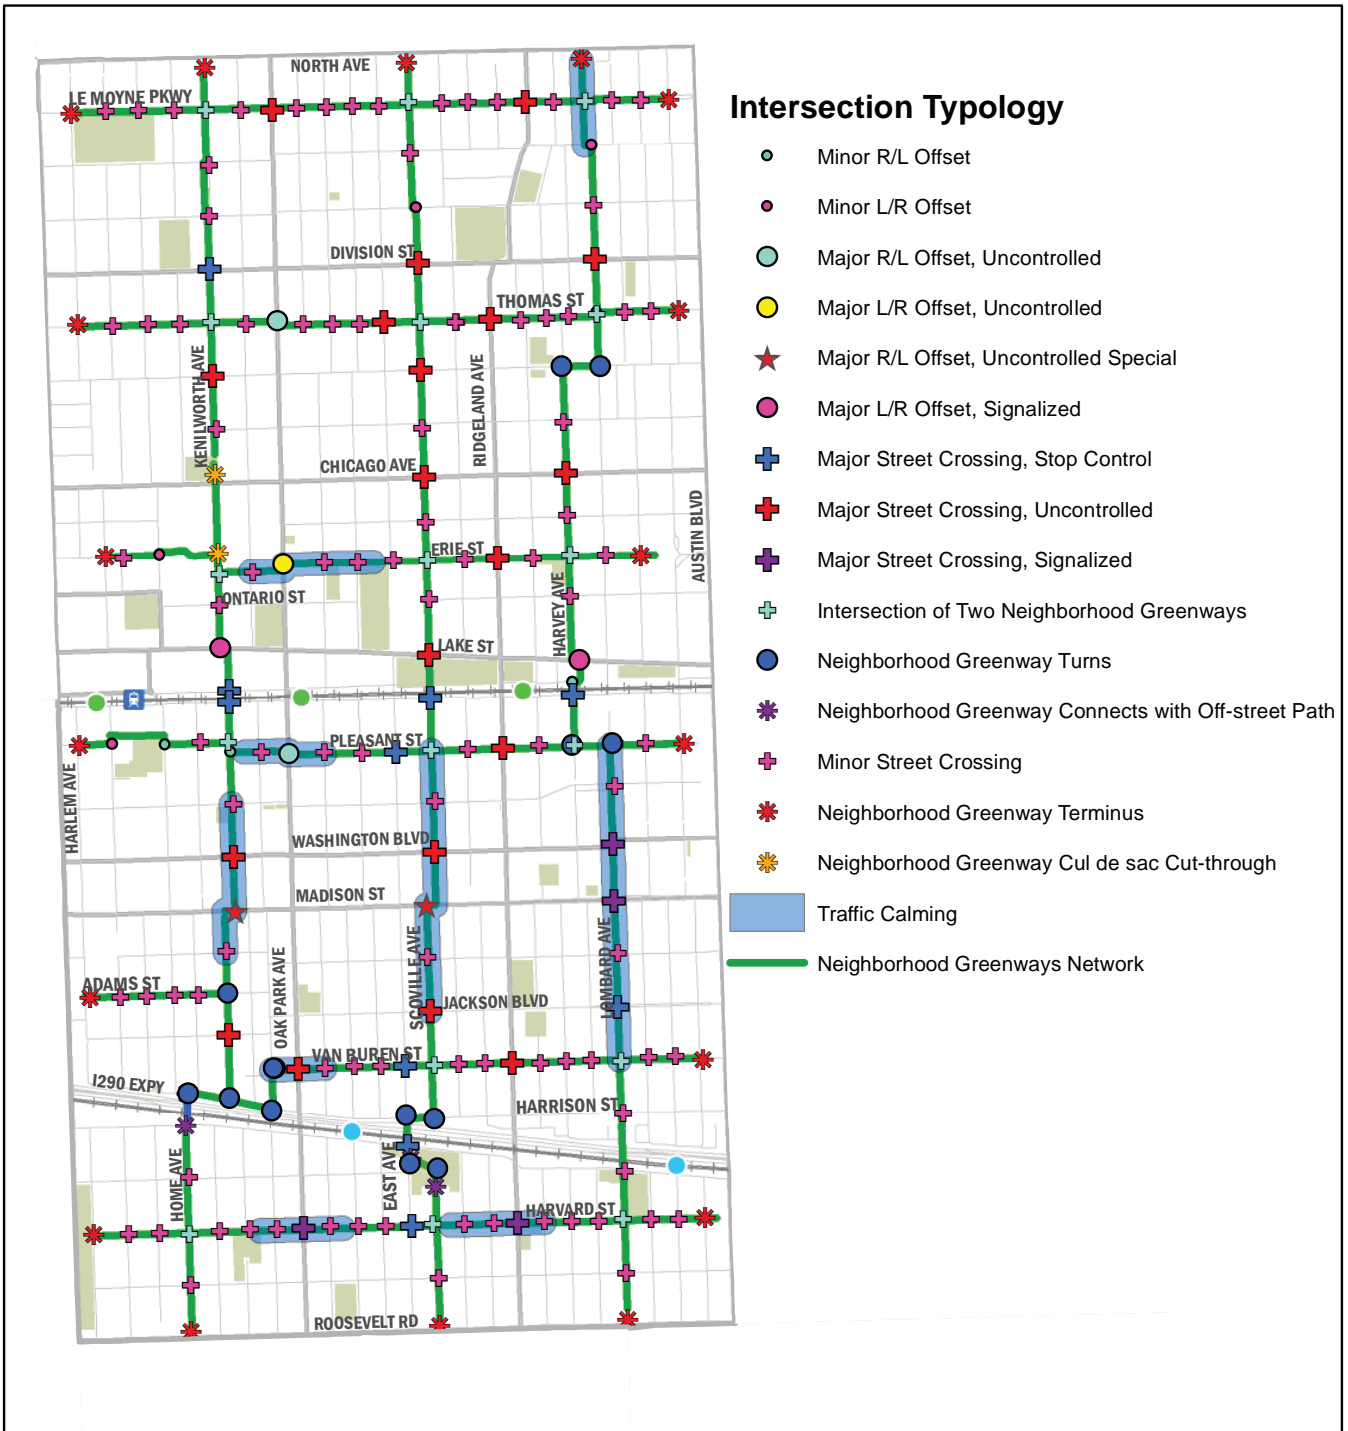 NORTH AVE
LE MOYNE PKWY
DIVISION ST
THOMAS ST
KENILWORTH AVE
RIDGELAND AVE
CHICAGO AVE
AUSTIN BLVD
ERIE ST
ONTARIO ST
HARVEY AVE
LAKE ST
PLEASANT ST
HARLEM AVE
WASHINGTON BLVD
MADISON ST
OAK PARK AVE
SCOVILLE AVE
LOMBARD AVE
ADAMS ST
JACKSON BLVD
VAN BUREN ST
I290 EXPY
HARRISON ST
HOME AVE
EAST AVE
HARVARD ST
ROOSEVELT RD
Intersection Typology
Minor R/L Offset
Minor L/R Offset
Major R/L Offset, Uncontrolled
Major L/R Offset, Uncontrolled
Major R/L Offset, Uncontrolled Special
Major L/R Offset, Signalized
Major Street Crossing, Stop Control
Major Street Crossing, Uncontrolled
Major Street Crossing, Signalized
Intersection of Two Neighborhood Greenways
Neighborhood Greenway Turns
Neighborhood Greenway Connects with Off-street Path
Minor Street Crossing
Neighborhood Greenway Terminus
Neighborhood Greenway Cul de sac Cut-through
Traffic Calming
Neighborhood Greenways Network